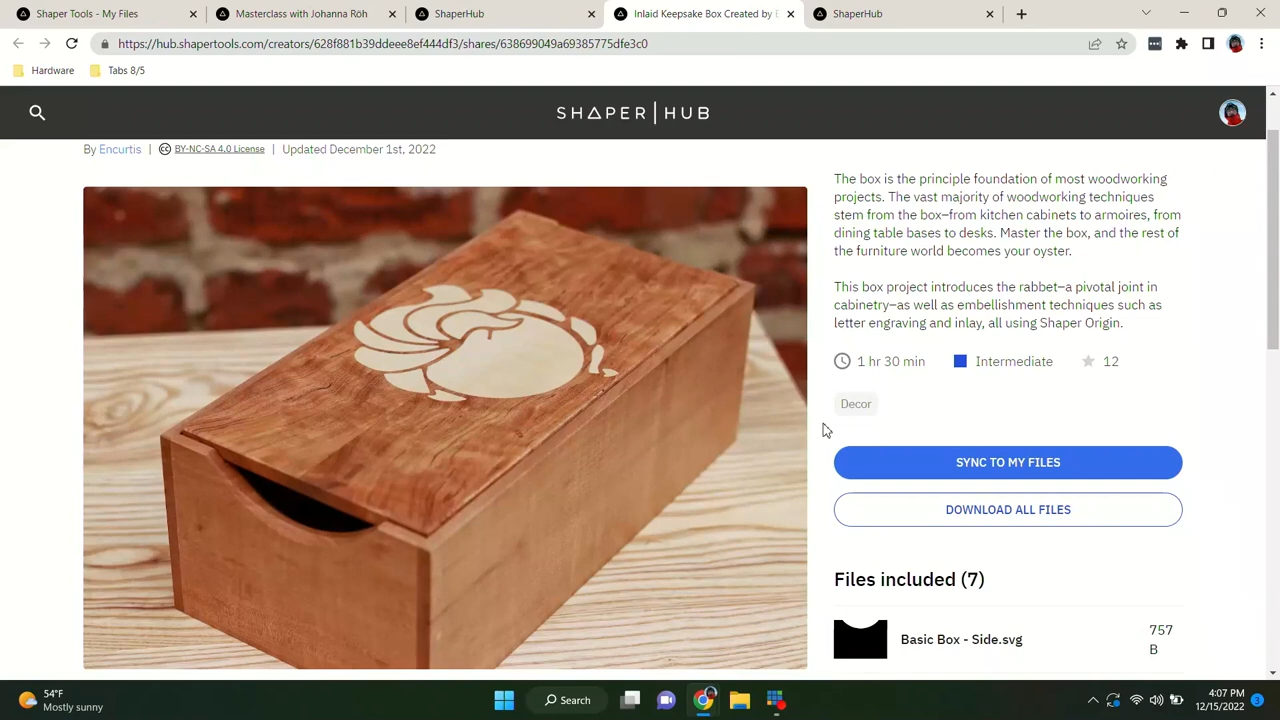 Shaper Tools - My Files
Masterclass with Johanna Röh
ShaperHub
Inlaid Keepsake Box Created by E
ShaperHub
https://hub.shapertools.com/creators/628f881b39ddeee8ef444df3/shares/638699049a69385775dfe3c0
Hardware
Tabs 8/5
SHAPER|HUB
By Encurtis | BY-NC-SA 4.0 License | Updated December 1st, 2022
The box is the principle foundation of most woodworking
projects. The vast majority of woodworking techniques
stem from the box–from kitchen cabinets to armoires, from
dining table bases to desks. Master the box, and the rest of
the furniture world becomes your oyster.
This box project introduces the rabbet–a pivotal joint in
cabinetry–as well as embellishment techniques such as
letter engraving and inlay, all using Shaper Origin.
1 hr 30 min
Intermediate
12
Decor
SYNC TO MY FILES
DOWNLOAD ALL FILES
Files included (7)
Basic Box - Side.svg
757
B
54°F
Mostly sunny
Search
4:07 PM
12/15/2022
3